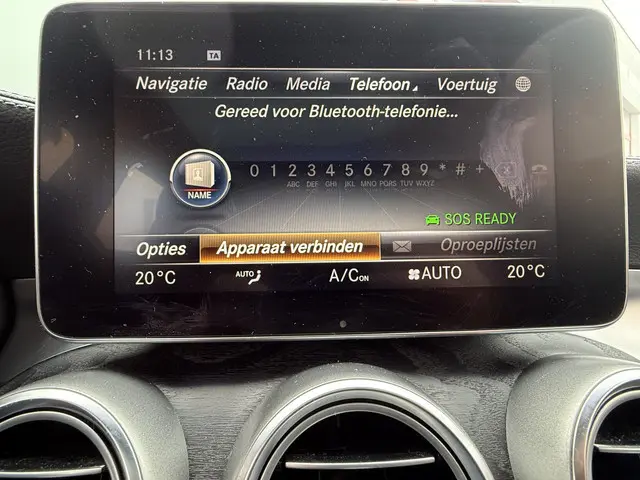 11:13 TA
Navigatie Radio Media Telefoon Voertuig
Gereed voor Bluetooth-telefonie...
NAME 0 1 2 3 4 5 6 7 8 9 * # +
ABC DEF GHI JKL MNO PQRS TUV WXYZ
SOS READY
Opties Apparaat verbinden Oproeplijsten
20°C AUTO A/C ON AUTO 20°C